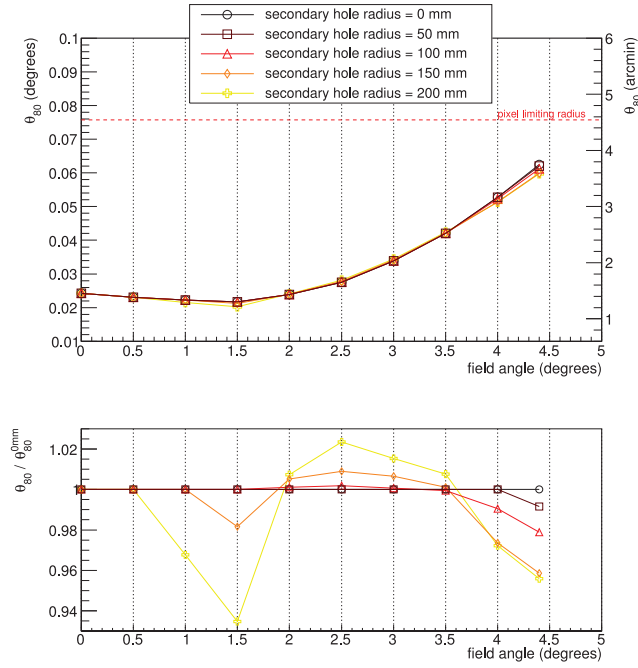 secondary hole radius = 0 mm
secondary hole radius = 50 mm
secondary hole radius = 100 mm
secondary hole radius = 150 mm
secondary hole radius = 200 mm
θ80 (degrees)
0.1
0.09
0.08
0.07
0.06
0.05
0.04
0.03
0.02
0.01
θ80 (arcmin)
6
5
4
3
2
1
pixel limiting radius
0 0.5 1 1.5 2 2.5 3 3.5 4 4.5 5
field angle (degrees)
θ80 / θ80 0mm
1.02
1
0.98
0.96
0.94
0 0.5 1 1.5 2 2.5 3 3.5 4 4.5 5
field angle (degrees)